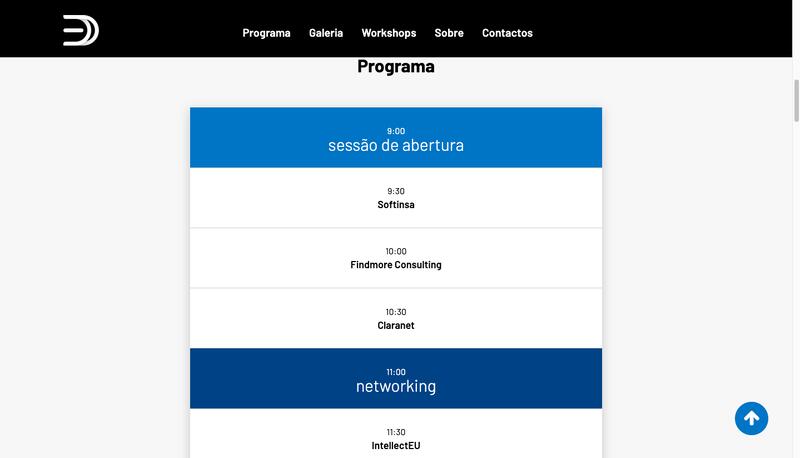 Programa Galeria Workshops Sobre Contactos
Programa
9:00
sessão de abertura
9:30
Softinsa
10:00
Findmore Consulting
10:30
Claranet
11:00
networking
11:30
IntellectEU